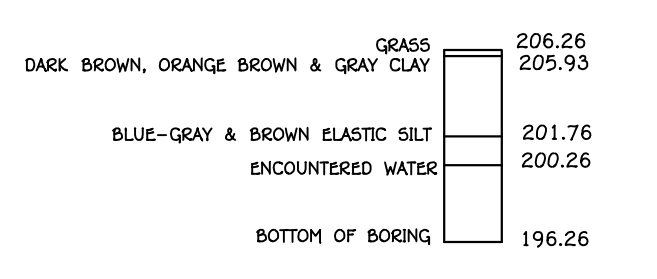 GRASS 206.26
DARK BROWN, ORANGE BROWN & GRAY CLAY 205.93
BLUE-GRAY & BROWN ELASTIC SILT 201.76
ENCOUNTERED WATER 200.26
BOTTOM OF BORING 196.26